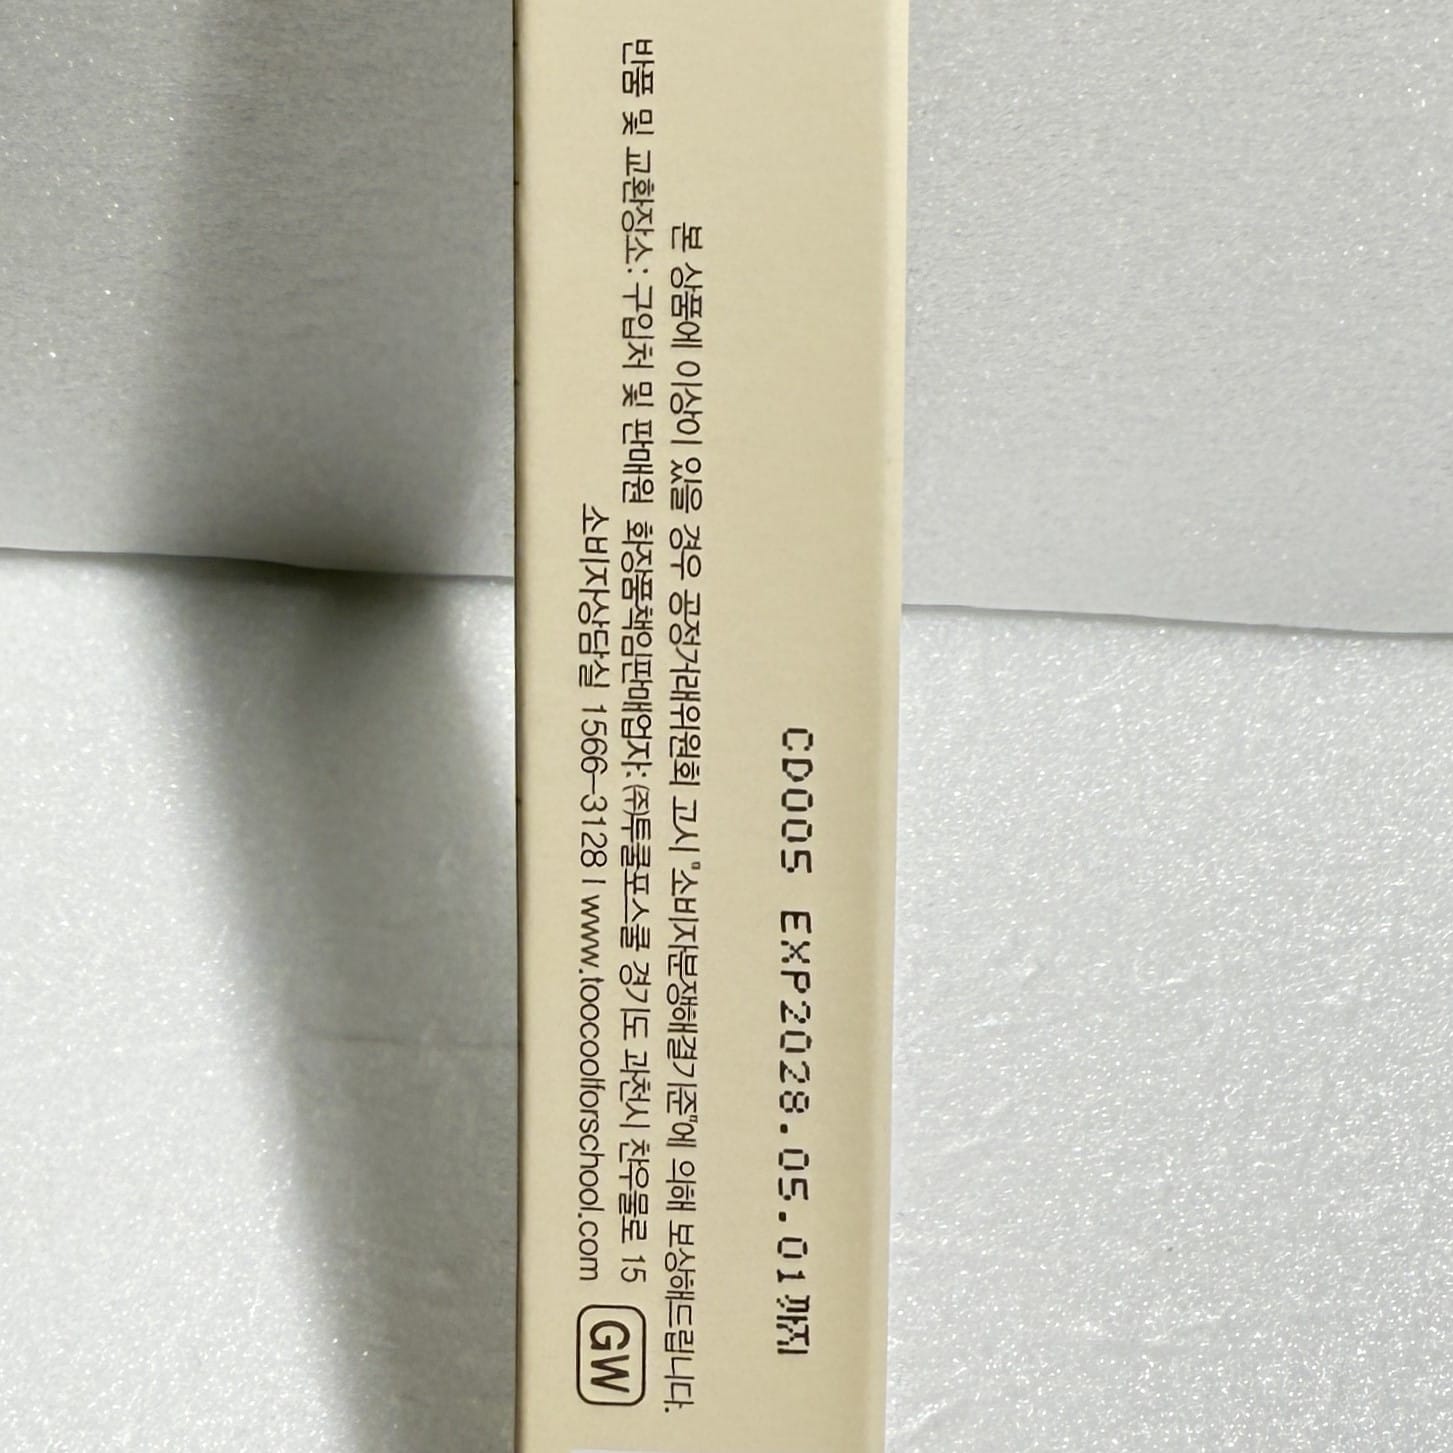 CD005 EXP2028.05.01까지
본 상품에 이상이 있을 경우 공정거래위원회 고시 "소비자분쟁해결기준"에 의해 보상해드립니다.
반품 및 교환장소: 구입처 및 판매원 화장품책임판매업자: ㈜투쿨포스쿨 경기도 과천시 찬우물로 15
소비자상담실 1566-3128 | www.toocoolforschool.com
GW